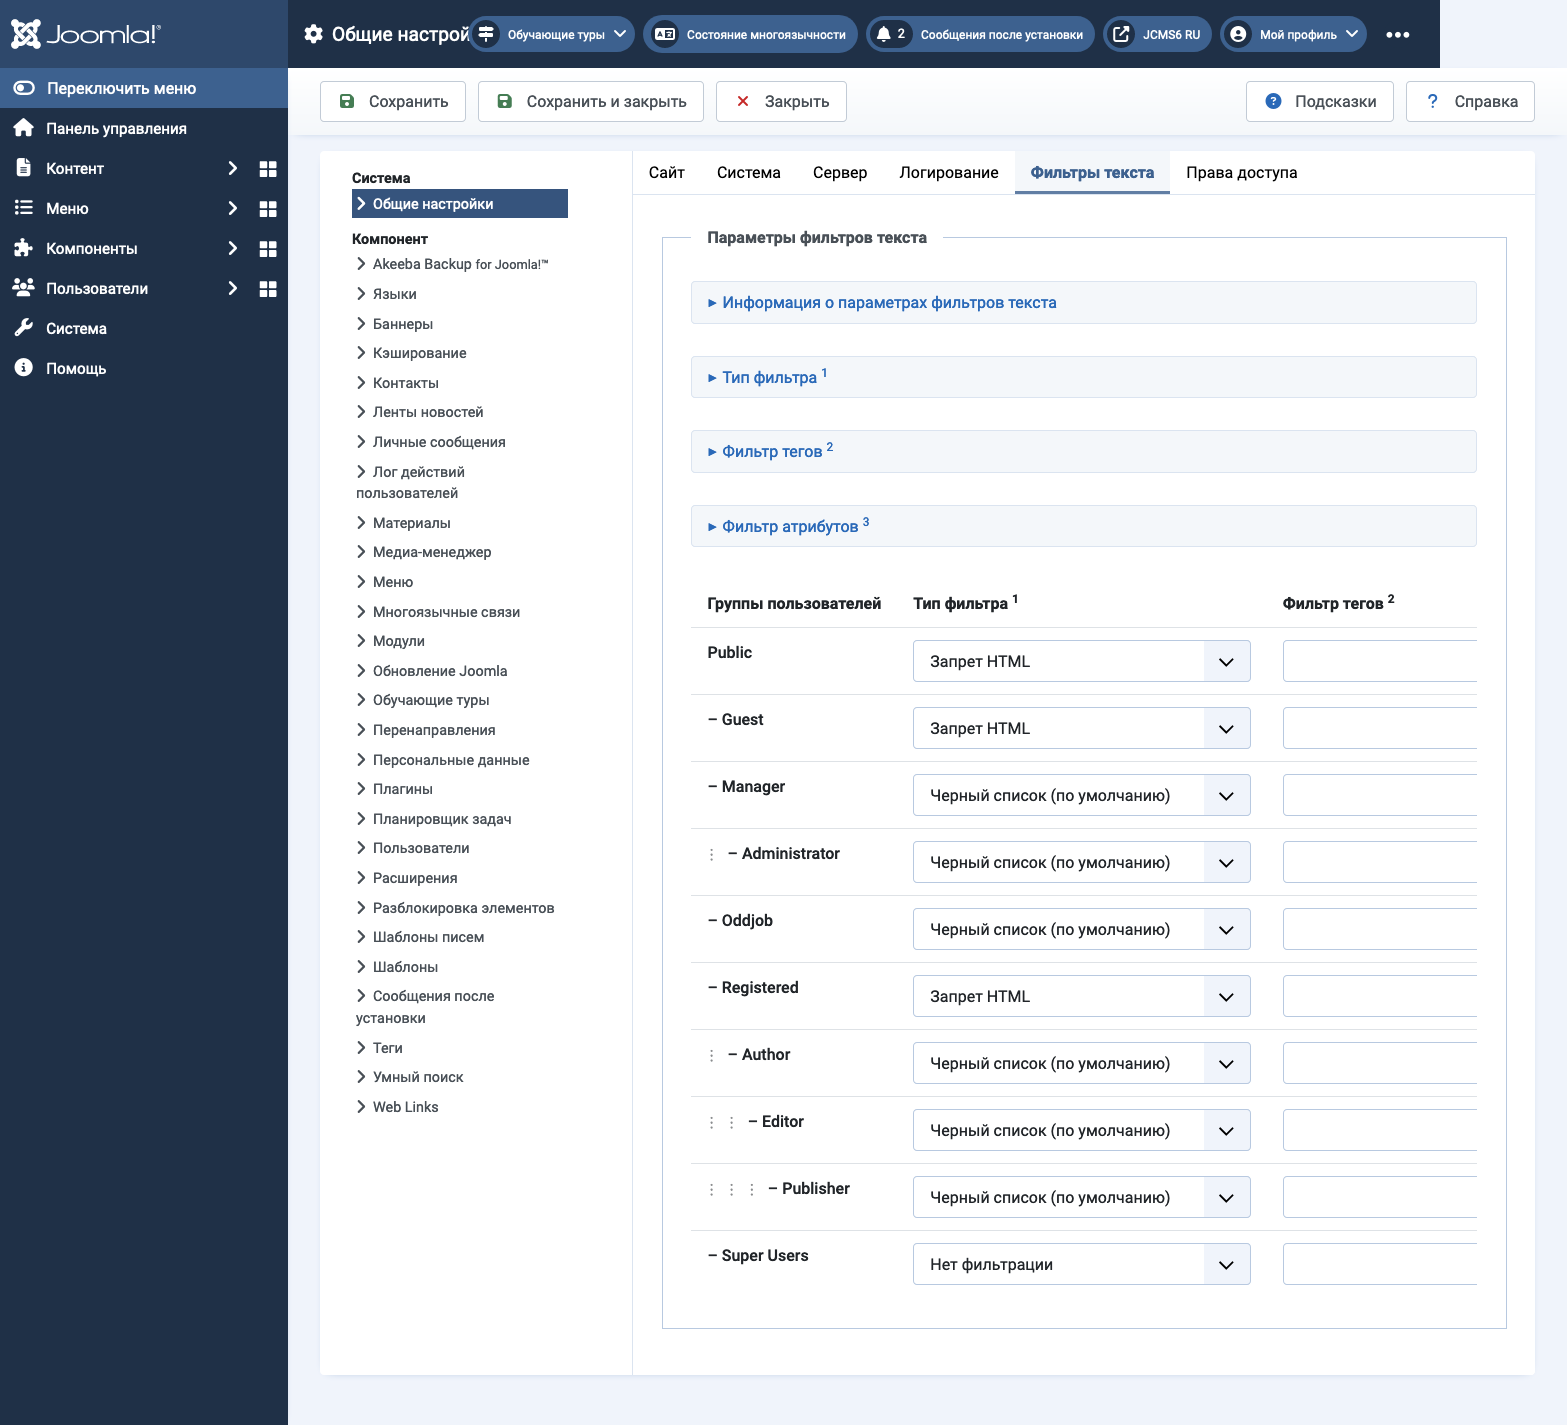 Joomla!®
Общие настрой
Обучающие туры
Состояние многоязычности
2 Сообщения после установки
JCMS6 RU
Мой профиль
Переключить меню
Панель управления
Контент
Меню
Компоненты
Пользователи
Система
Помощь
Сохранить
Сохранить и закрыть
Закрыть
Подсказки
Справка
Система
Общие настройки
Компонент
Akeeba Backup for Joomla!™
Языки
Баннеры
Кэширование
Контакты
Ленты новостей
Личные сообщения
Лог действий
пользователей
Материалы
Медиа-менеджер
Меню
Многоязычные связи
Модули
Обновление Joomla
Обучающие туры
Перенаправления
Персональные данные
Плагины
Планировщик задач
Пользователи
Расширения
Разблокировка элементов
Шаблоны писем
Шаблоны
Сообщения после
установки
Теги
Умный поиск
Web Links
Сайт
Система
Сервер
Логирование
Фильтры текста
Права доступа
Параметры фильтров текста
Информация о параметрах фильтров текста
Тип фильтра 1
Фильтр тегов 2
Фильтр атрибутов 3
Группы пользователей Тип фильтра 1 Фильтр тегов 2
Public Запрет HTML
– Guest Запрет HTML
– Manager Черный список (по умолчанию)
⋮ – Administrator Черный список (по умолчанию)
– Oddjob Черный список (по умолчанию)
– Registered Запрет HTML
⋮ – Author Черный список (по умолчанию)
⋮ ⋮ – Editor Черный список (по умолчанию)
⋮ ⋮ ⋮ – Publisher Черный список (по умолчанию)
– Super Users Нет фильтрации